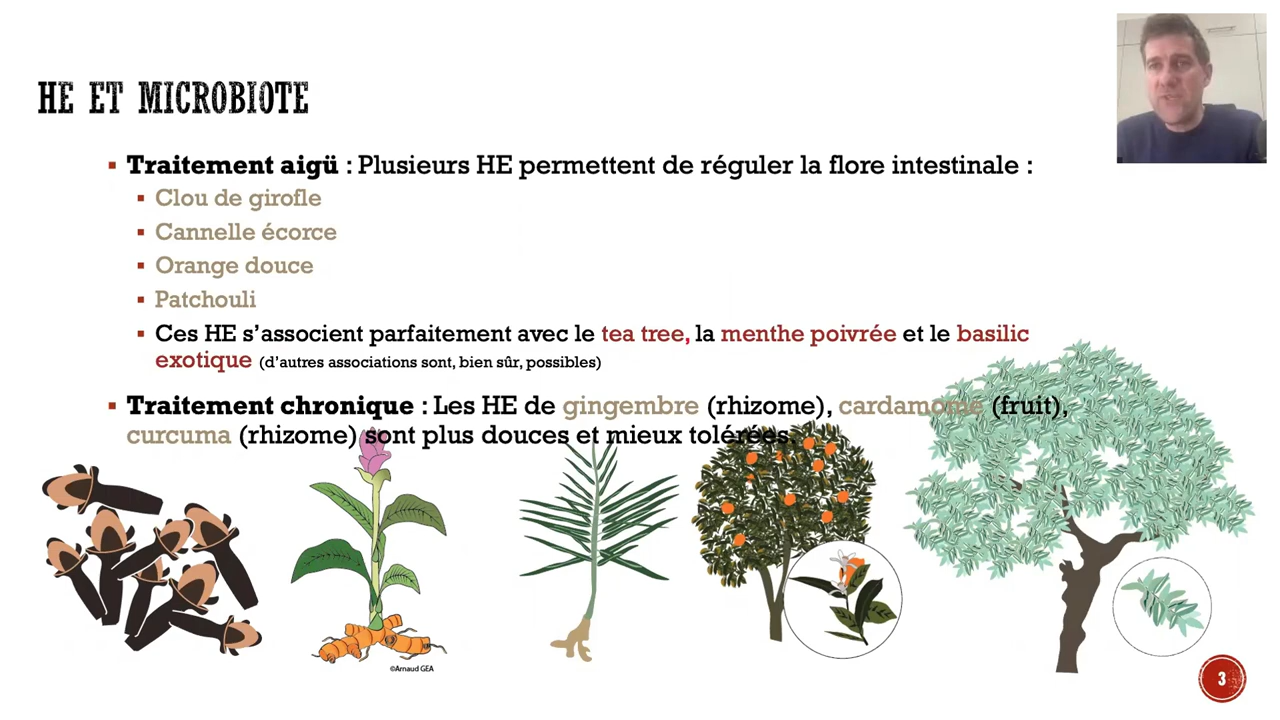 HE ET MICROBIOTE
▪ Traitement aigü : Plusieurs HE permettent de réguler la flore intestinale :
▪ Clou de girofle
▪ Cannelle écorce
▪ Orange douce
▪ Patchouli
▪ Ces HE s’associent parfaitement avec le tea tree, la menthe poivrée et le basilic
exotique (d’autres associations sont, bien sûr, possibles)
▪ Traitement chronique : Les HE de gingembre (rhizome), cardamome (fruit),
curcuma (rhizome) sont plus douces et mieux tolérées.
©Arnaud GEA
3